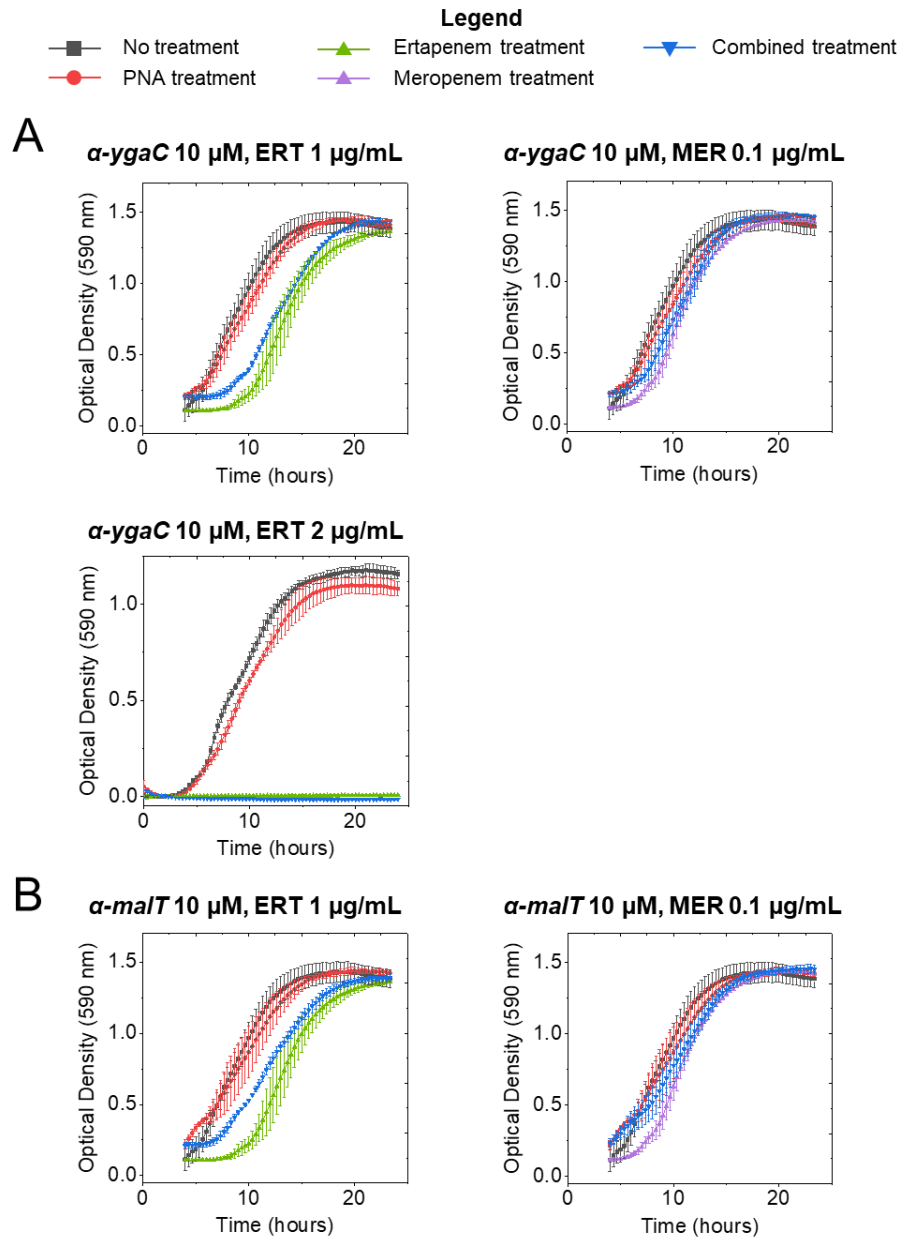 Legend
No treatment
Ertapenem treatment
Combined treatment
PNA treatment
Meropenem treatment
A
α-ygaC 10 µM, ERT 1 µg/mL
α-ygaC 10 µM, MER 0.1 µg/mL
Optical Density (590 nm)
1.5
1.0
0.5
0.0
0
10
20
Time (hours)
Optical Density (590 nm)
1.5
1.0
0.5
0.0
0
10
20
Time (hours)
α-ygaC 10 µM, ERT 2 µg/mL
Optical Density (590 nm)
1.0
0.5
0.0
0
10
20
Time (hours)
B
α-malT 10 µM, ERT 1 µg/mL
α-malT 10 µM, MER 0.1 µg/mL
Optical Density (590 nm)
1.5
1.0
0.5
0.0
0
10
20
Time (hours)
Optical Density (590 nm)
1.5
1.0
0.5
0.0
0
10
20
Time (hours)